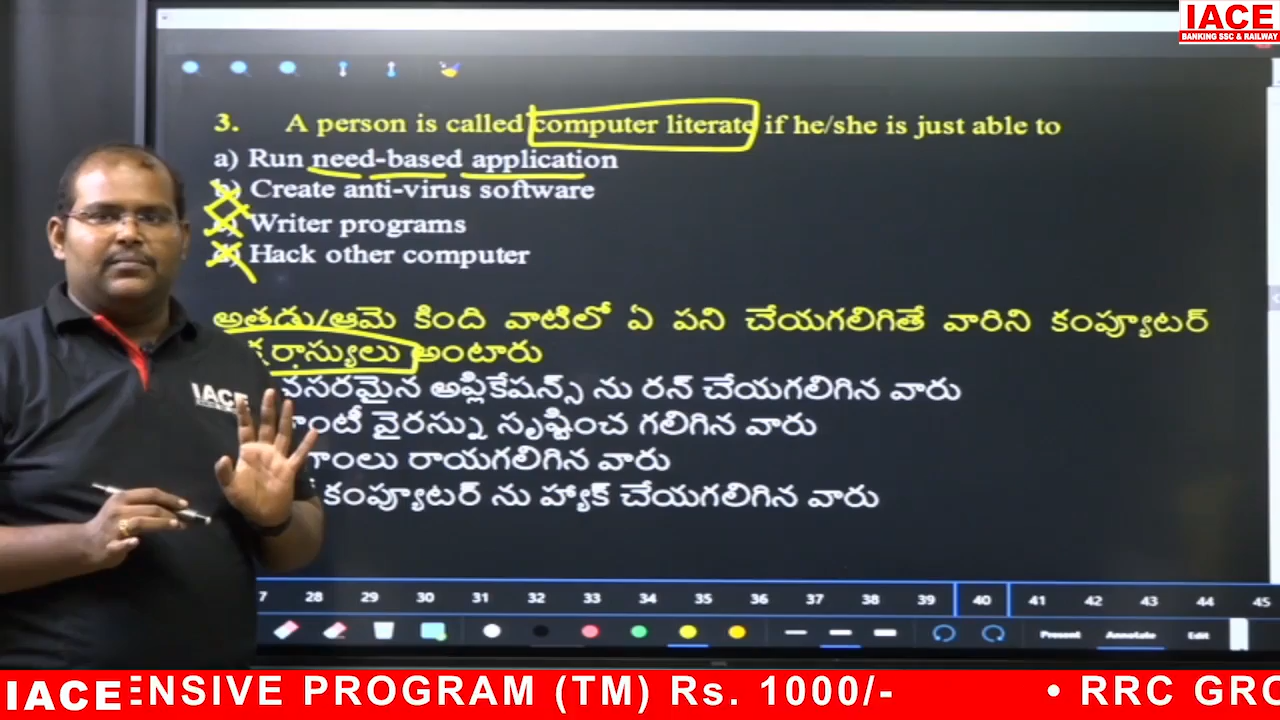 IACE
BANKING SSC & RAILWAY
3. A person is called computer literate if he/she is just able to
a) Run need-based application
b) Create anti-virus software
c) Writer programs
d) Hack other computer
అతడు/ఆమె కింది వాటిలో ఏ పని చేయగలిగితే వారిని కంప్యూటర్
అంటారు
అప్లికేషన్స్ ను రన్ చేయగలిగిన వారు
వైరస్ను సృష్టించ గలిగిన వారు
రాయగలిగిన వారు
కంప్యూటర్ ను హ్యాక్ చేయగలిగిన వారు
IACE
28 29 30 31 32 33 34 35 36 37 38 39 40 41 42 43 44 45
Present Annotate Edit
IACE ENSIVE PROGRAM (TM) Rs. 1000/- • RRC GRO